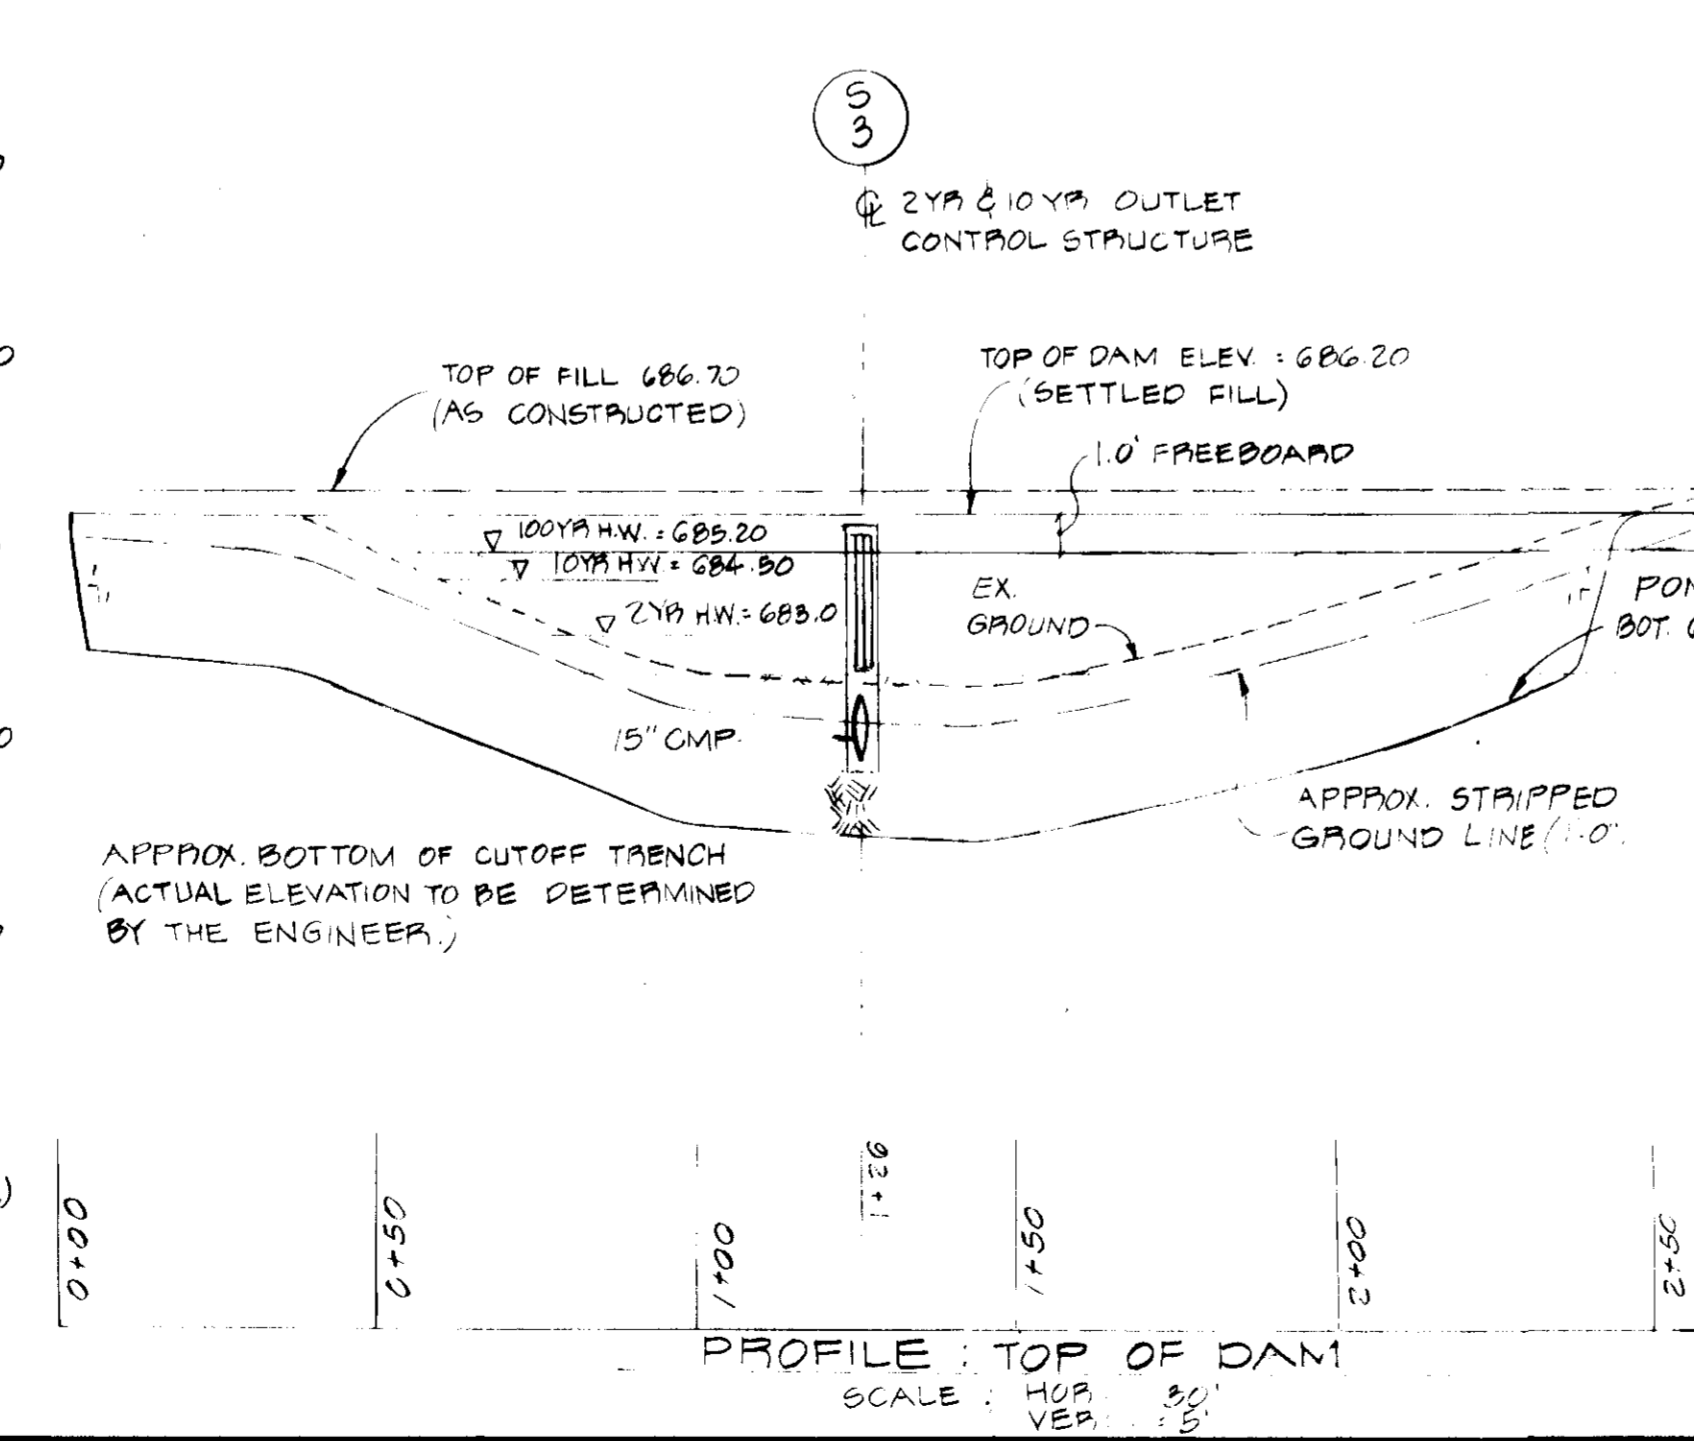 S
3
℄ 2YR & 10 YR OUTLET
CONTROL STRUCTURE
TOP OF FILL 686.70
(AS CONSTRUCTED)
TOP OF DAM ELEV. : 686.20
(SETTLED FILL)
1.0' FREEBOARD
100YR H.W. : 685.20
10YR H.W. = 684.50
2YR H.W. = 683.0
EX.
GROUND
PON
BOT.
15" CMP.
APPROX. STRIPPED
GROUND LINE
APPROX. BOTTOM OF CUTOFF TRENCH
(ACTUAL ELEVATION TO BE DETERMINED
BY THE ENGINEER.)
0+00
0+50
1+00
1+26
1+50
2+00
2+50
PROFILE : TOP OF DAM
SCALE : HOR 30'
VER : 5'